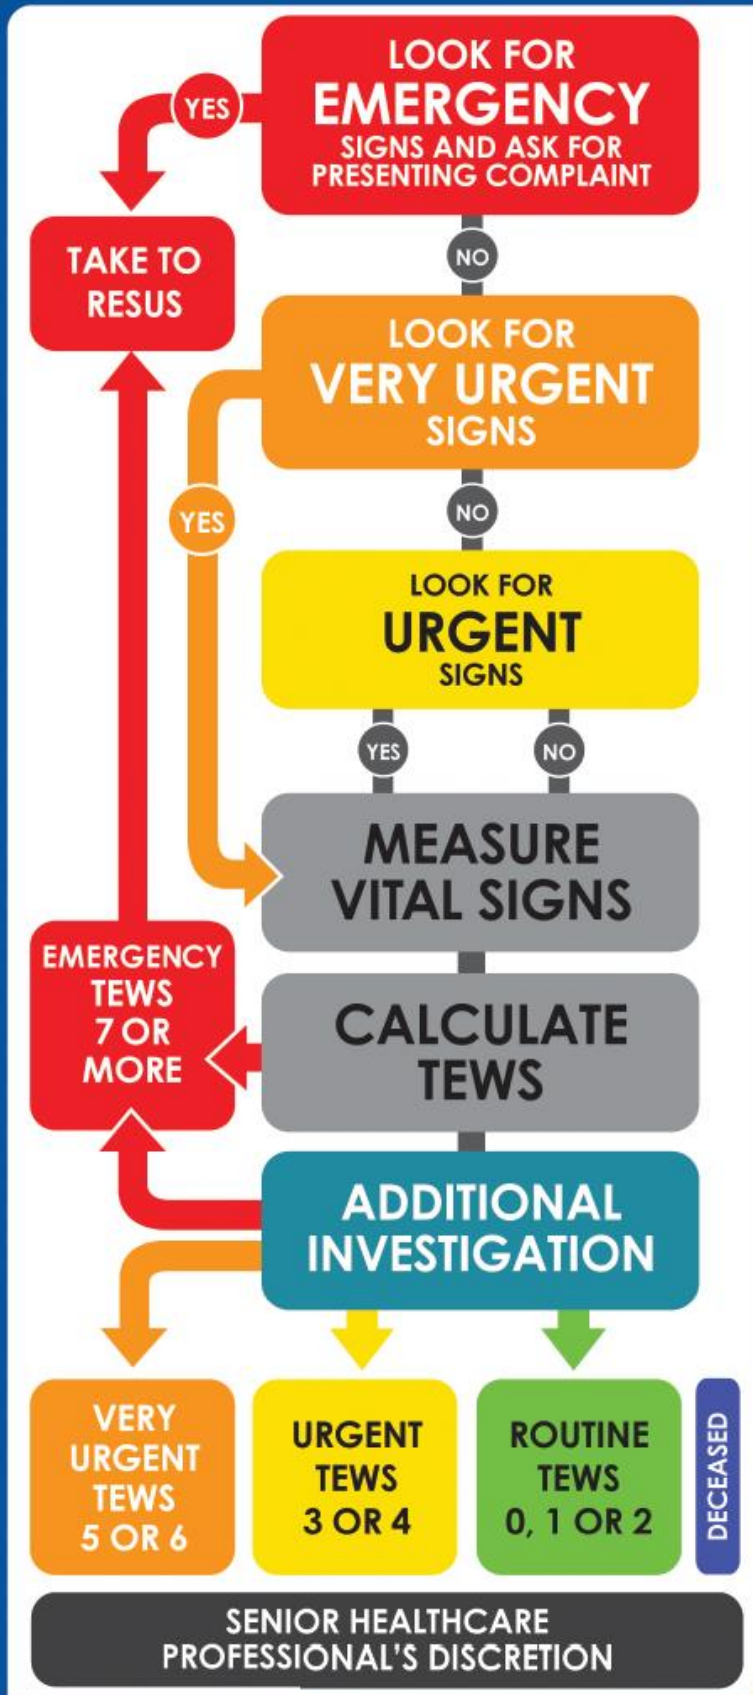 LOOK FOR
EMERGENCY
SIGNS AND ASK FOR
PRESENTING COMPLAINT
YES
TAKE TO
RESUS
NO
LOOK FOR
VERY URGENT
SIGNS
YES
NO
LOOK FOR
URGENT
SIGNS
YES
NO
MEASURE
VITAL SIGNS
EMERGENCY
TEWS
7 OR
MORE
CALCULATE
TEWS
ADDITIONAL
INVESTIGATION
VERY
URGENT
TEWS
5 OR 6
URGENT
TEWS
3 OR 4
ROUTINE
TEWS
0, 1 OR 2
DECEASED
SENIOR HEALTHCARE
PROFESSIONAL'S DISCRETION